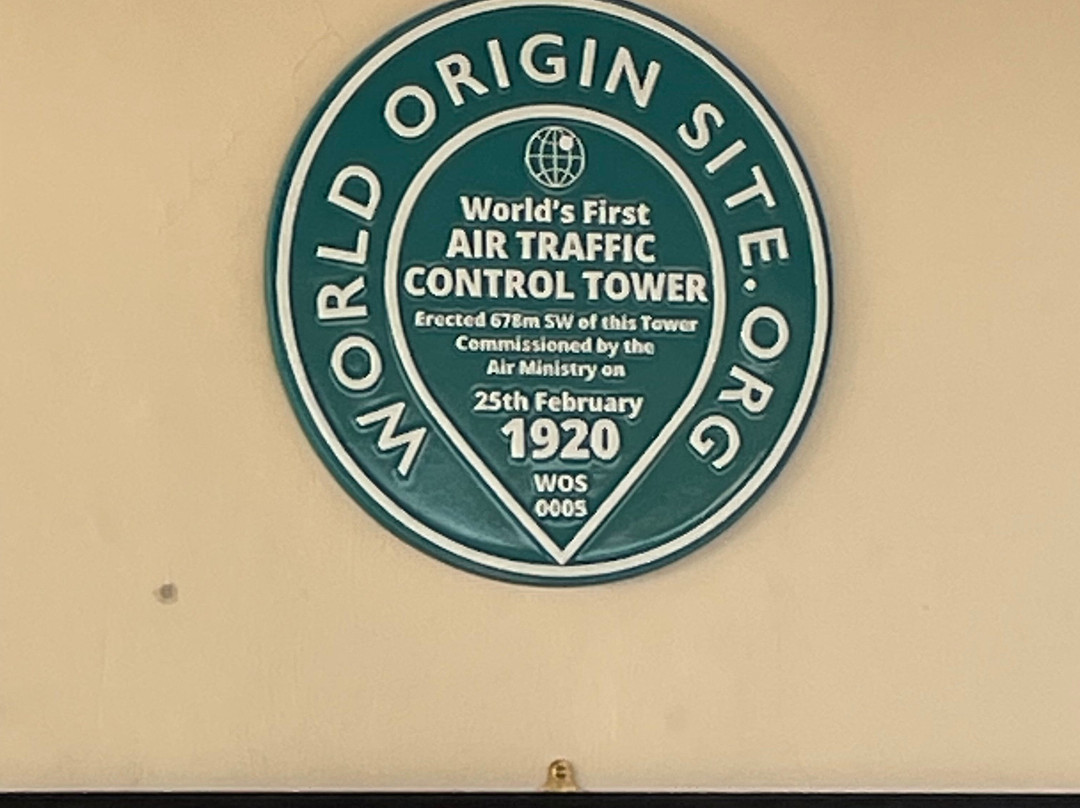 WORLD ORIGIN SITE.ORG
World's First
AIR TRAFFIC
CONTROL TOWER
Erected 678m SW of this Tower
Commissioned by the
Air Ministry on
25th February
1920
WOS
0005